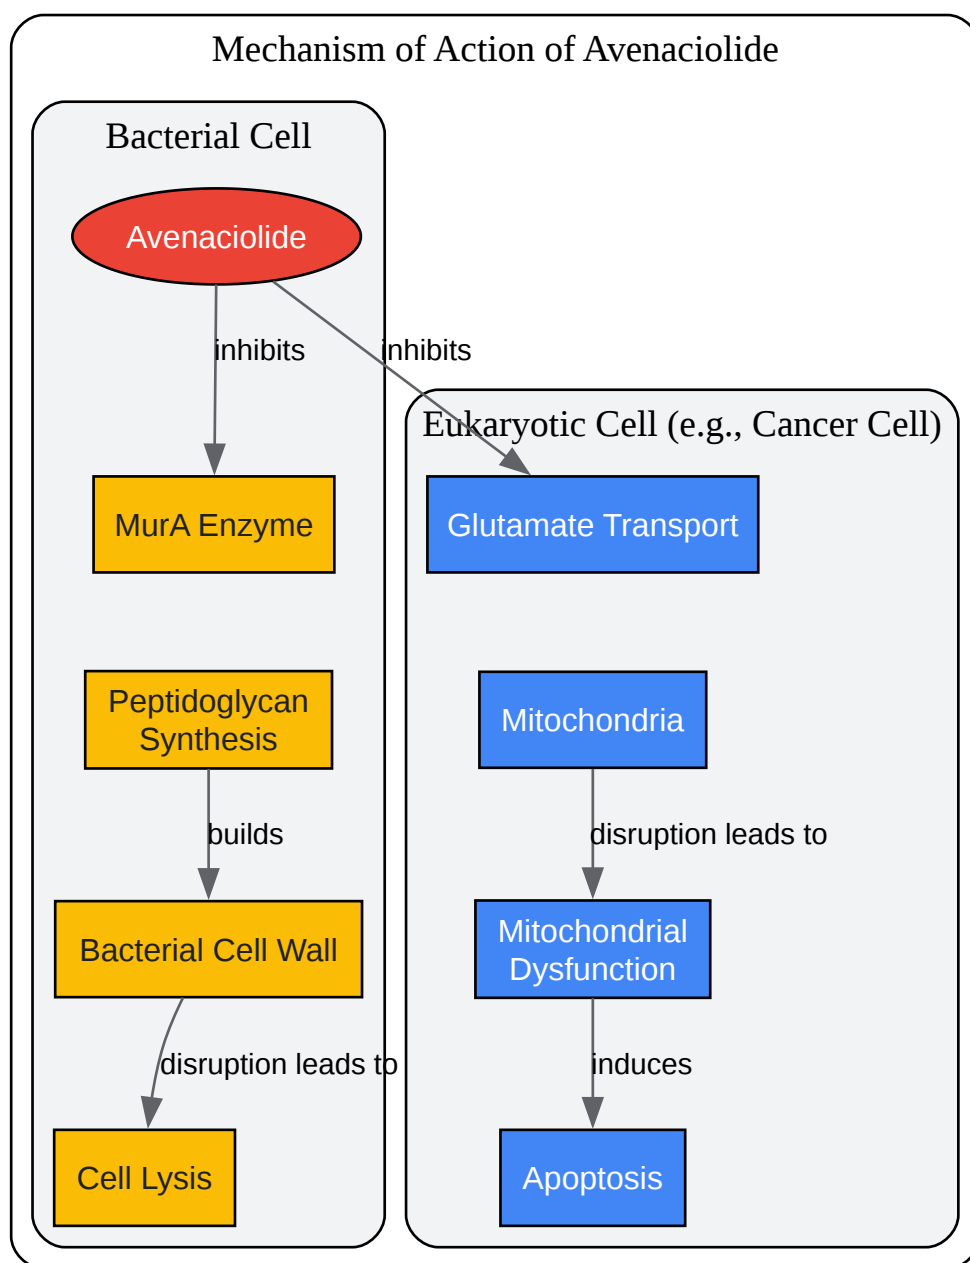 Mechanism of Action of Avenaciolide
Bacterial Cell
Avenaciolide
inhibits
inhibits
Eukaryotic Cell (e.g., Cancer Cell)
MurA Enzyme
Glutamate Transport
Peptidoglycan
Synthesis
Mitochondria
builds
disruption leads to
Bacterial Cell Wall
Mitochondrial
Dysfunction
disruption leads to
induces
Cell Lysis
Apoptosis